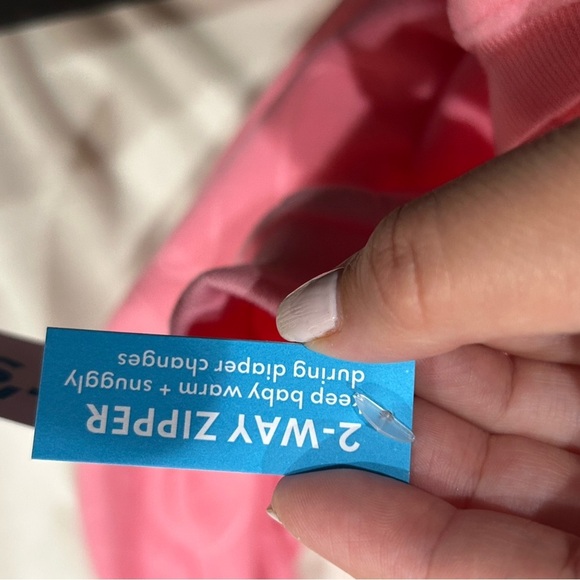 2-WAY ZIPPER
keep baby warm + snuggly
during diaper changes